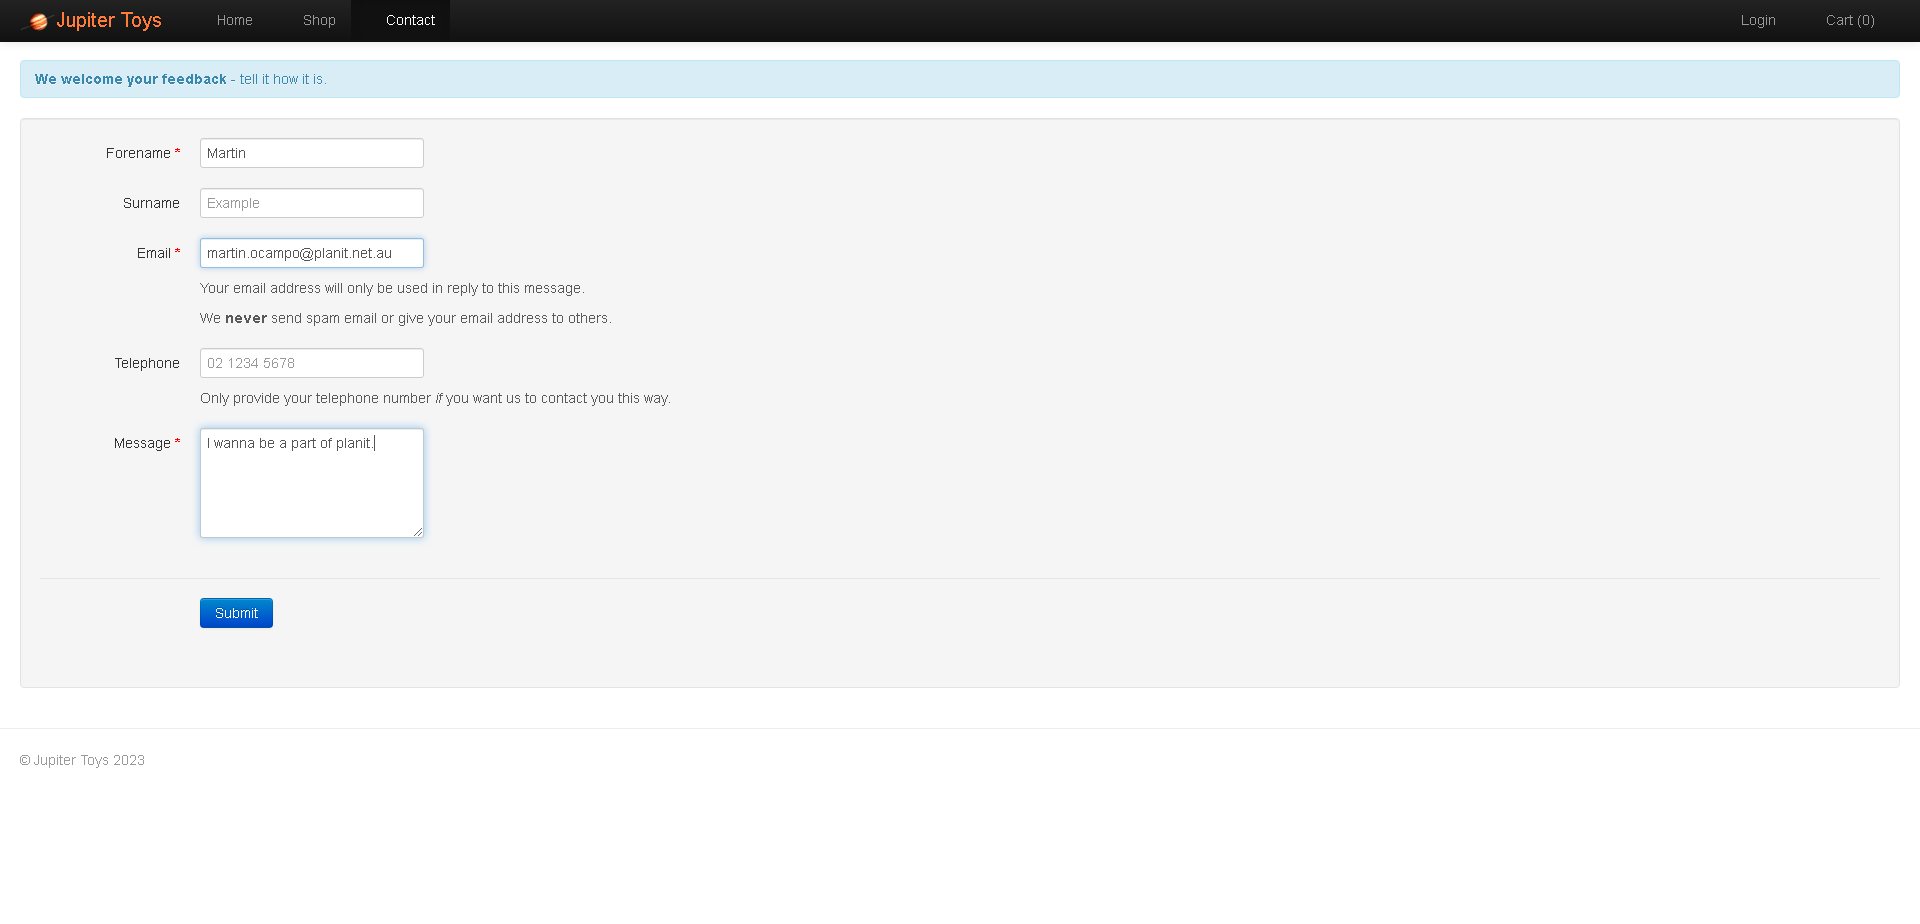 Jupiter Toys Home Shop Contact Login Cart (0)
We welcome your feedback - tell it how it is.
Forename * Martin
Surname Example
Email * martin.ocampo@planit.net.au
Your email address will only be used in reply to this message.
We never send spam email or give your email address to others.
Telephone 02 1234 5678
Only provide your telephone number if you want us to contact you this way.
Message * I wanna be a part of planit.
Submit
© Jupiter Toys 2023